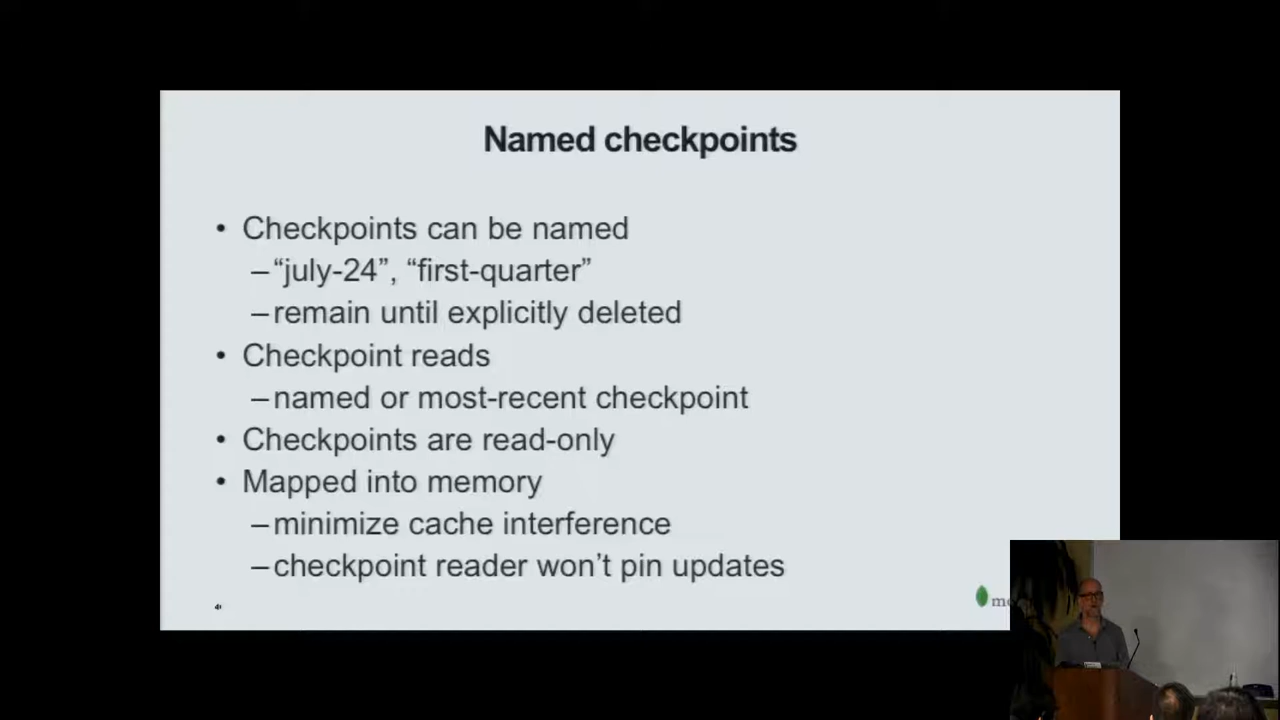 Named checkpoints
• Checkpoints can be named
–“july-24”, “first-quarter”
–remain until explicitly deleted
• Checkpoint reads
–named or most-recent checkpoint
• Checkpoints are read-only
• Mapped into memory
–minimize cache interference
–checkpoint reader won’t pin updates